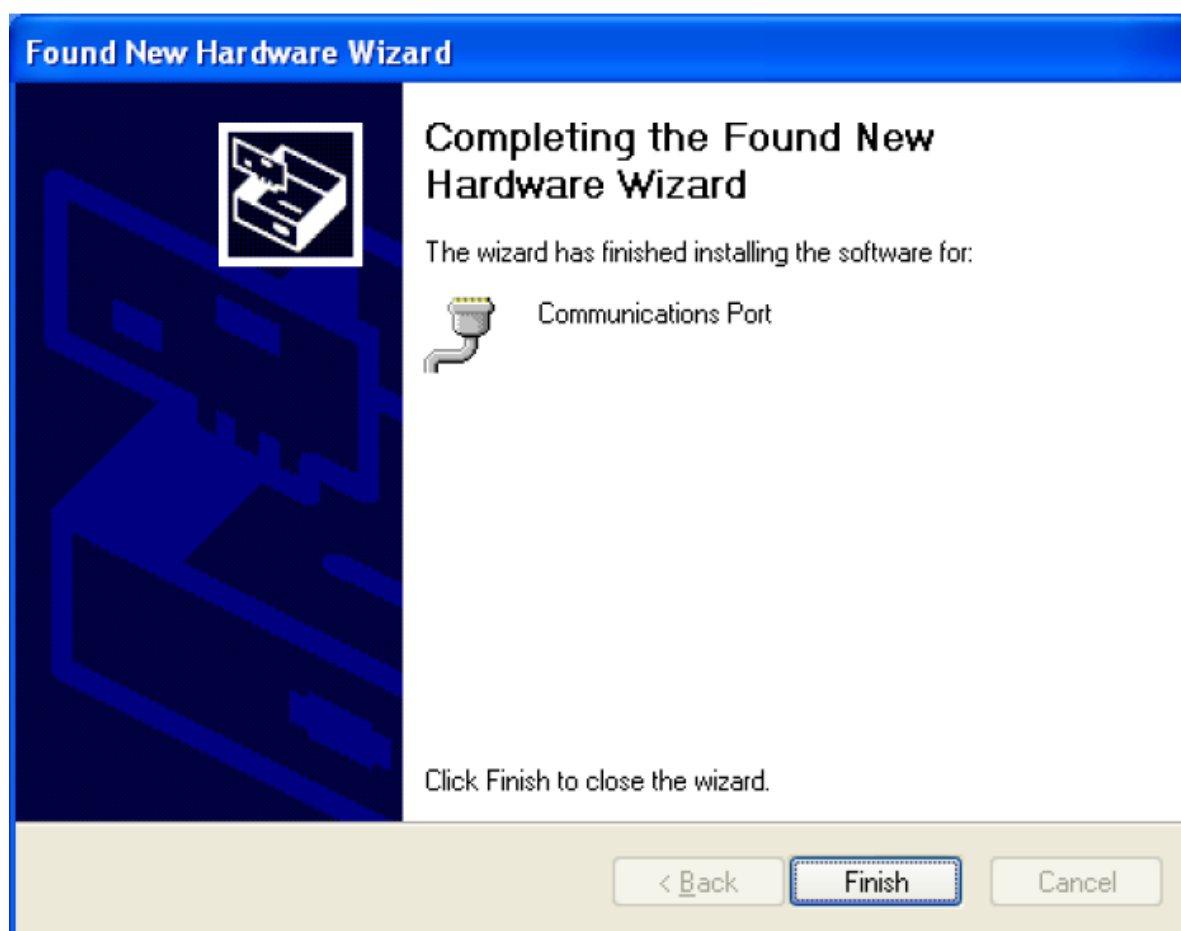 Found New Hardware Wizard
Completing the Found New
Hardware Wizard
The wizard has finished installing the software for:
Communications Port
Click Finish to close the wizard.
< Back
Finish
Cancel